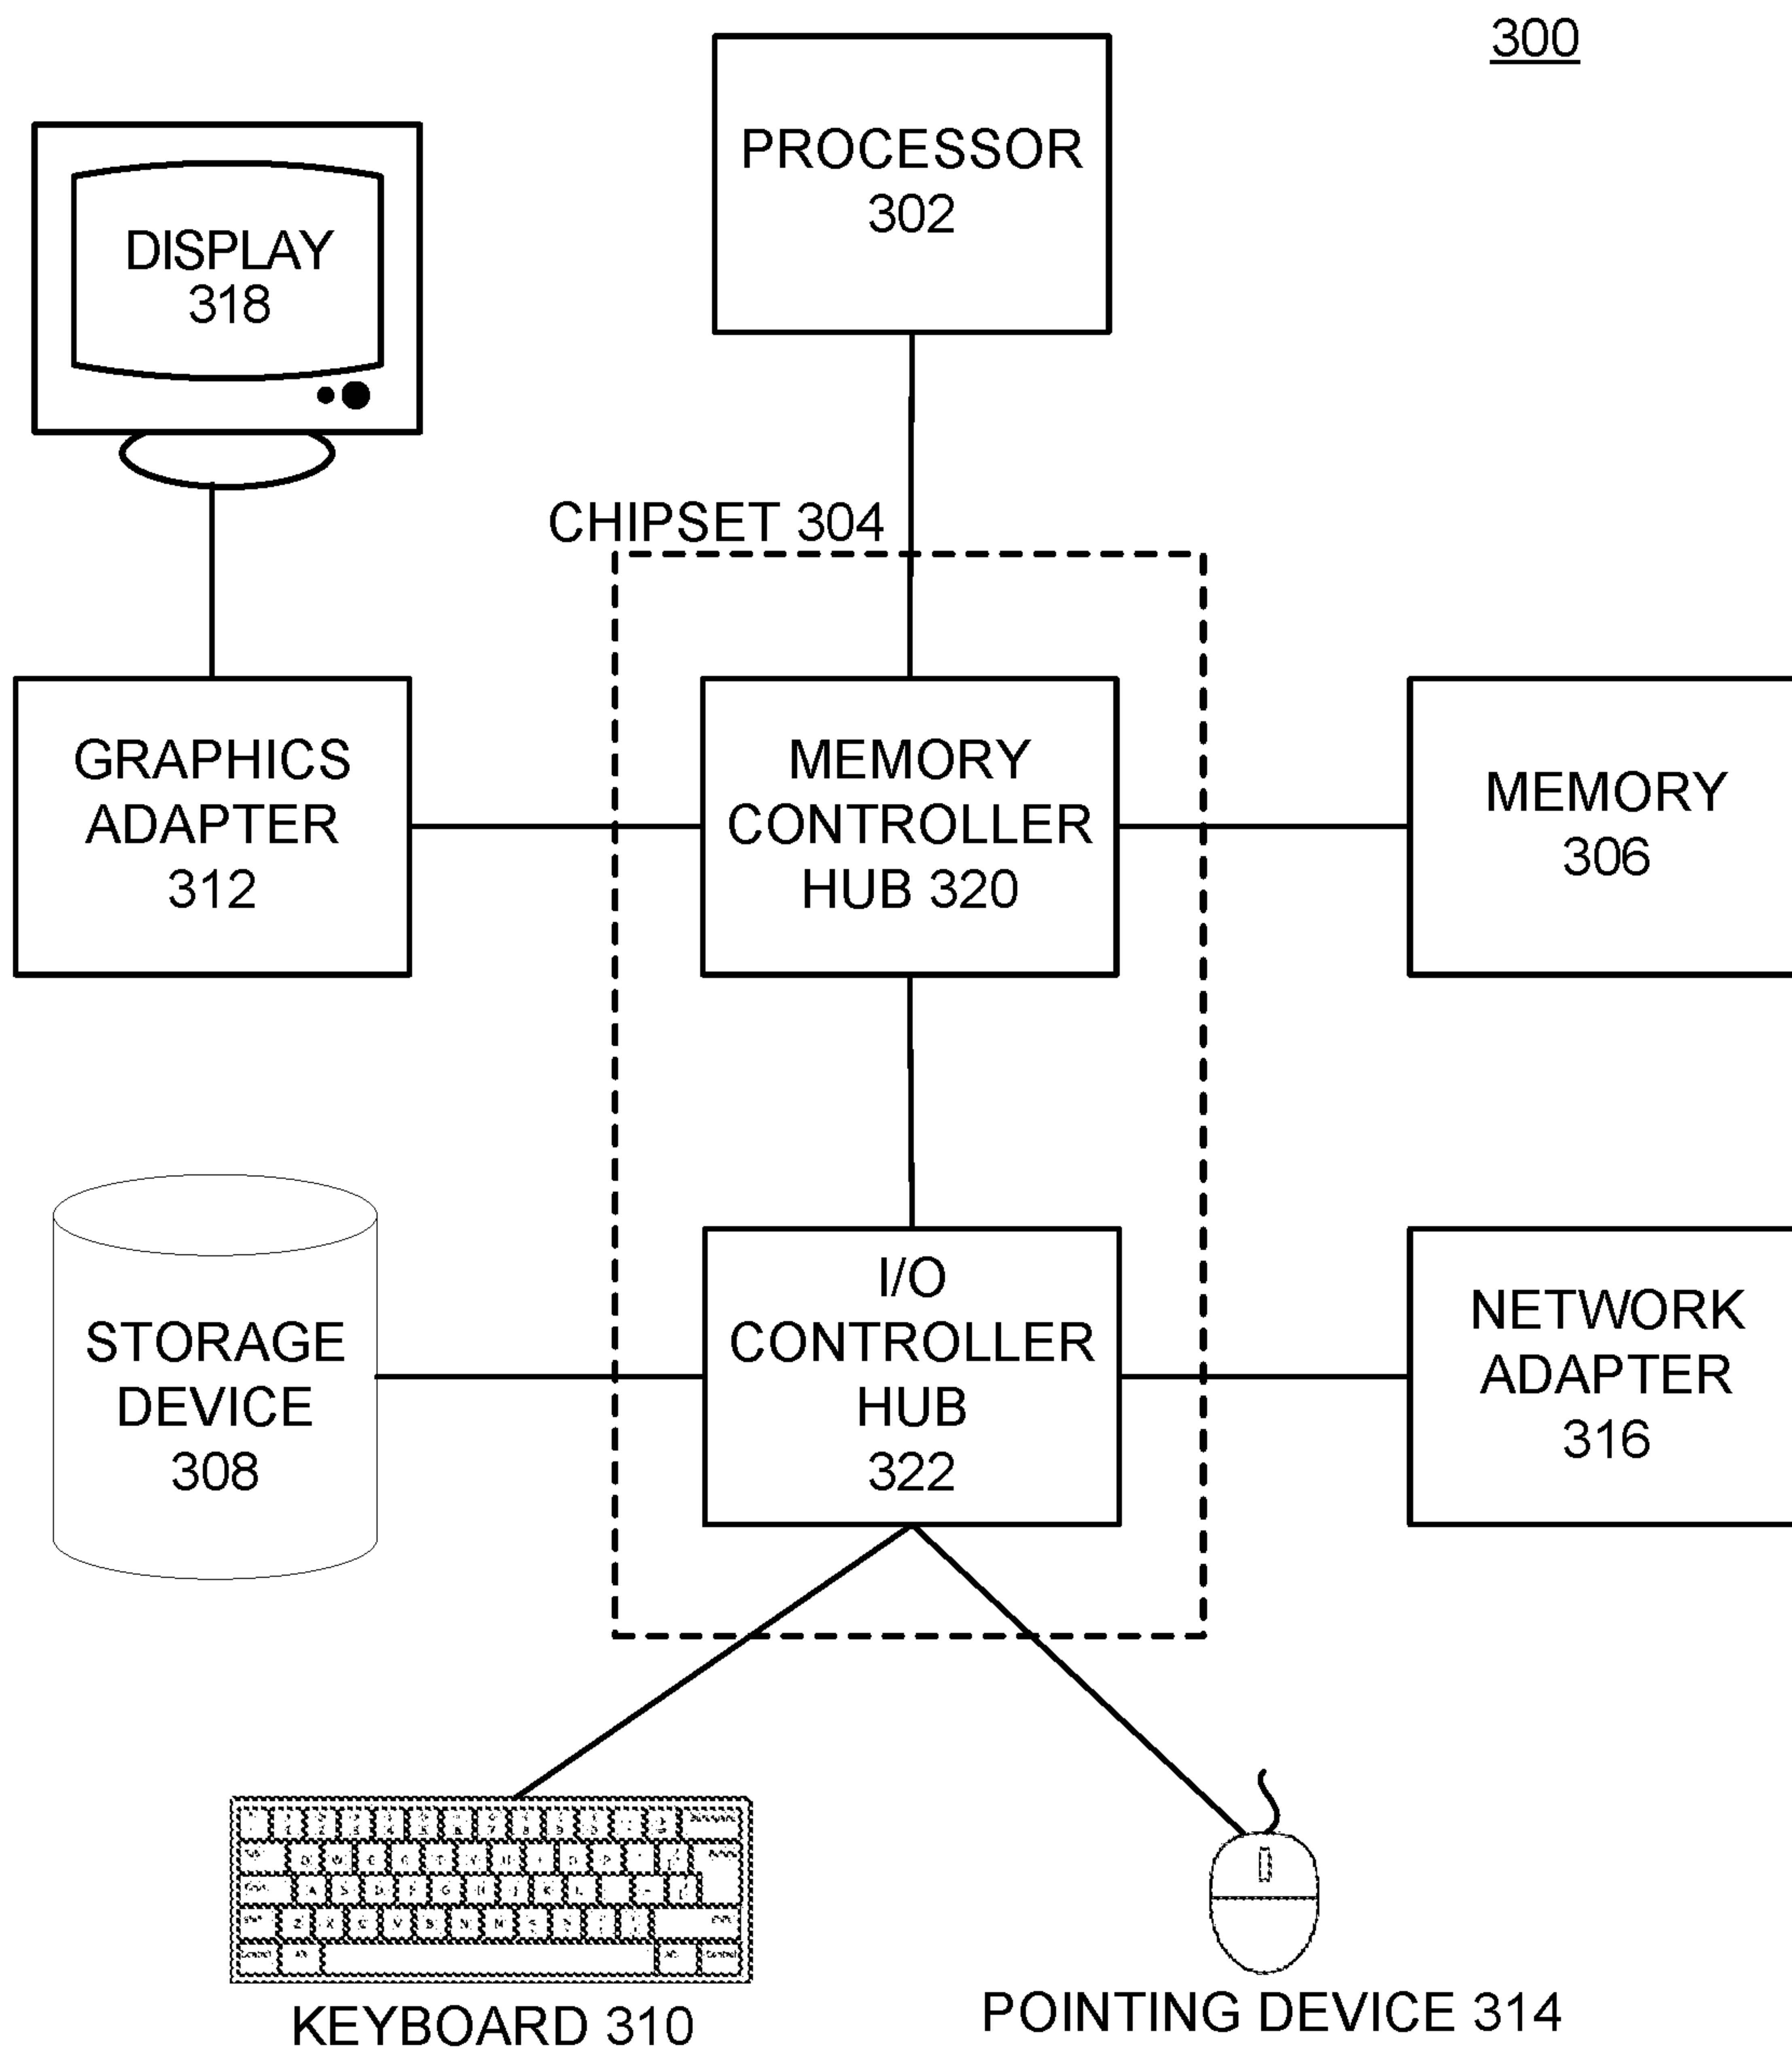 300
PROCESSOR
302
DISPLAY
318
CHIPSET 304
GRAPHICS
ADAPTER
312
MEMORY
CONTROLLER
HUB 320
MEMORY
306
STORAGE
DEVICE
308
I/O
CONTROLLER
HUB
322
NETWORK
ADAPTER
316
KEYBOARD 310
POINTING DEVICE 314